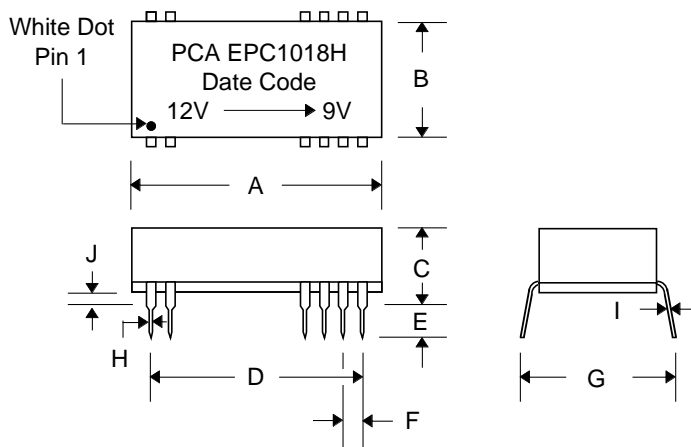 White Dot
Pin 1
PCA EPC1018H
Date Code
12V 9V
B
A
J
C
E
H
D
F
I
G